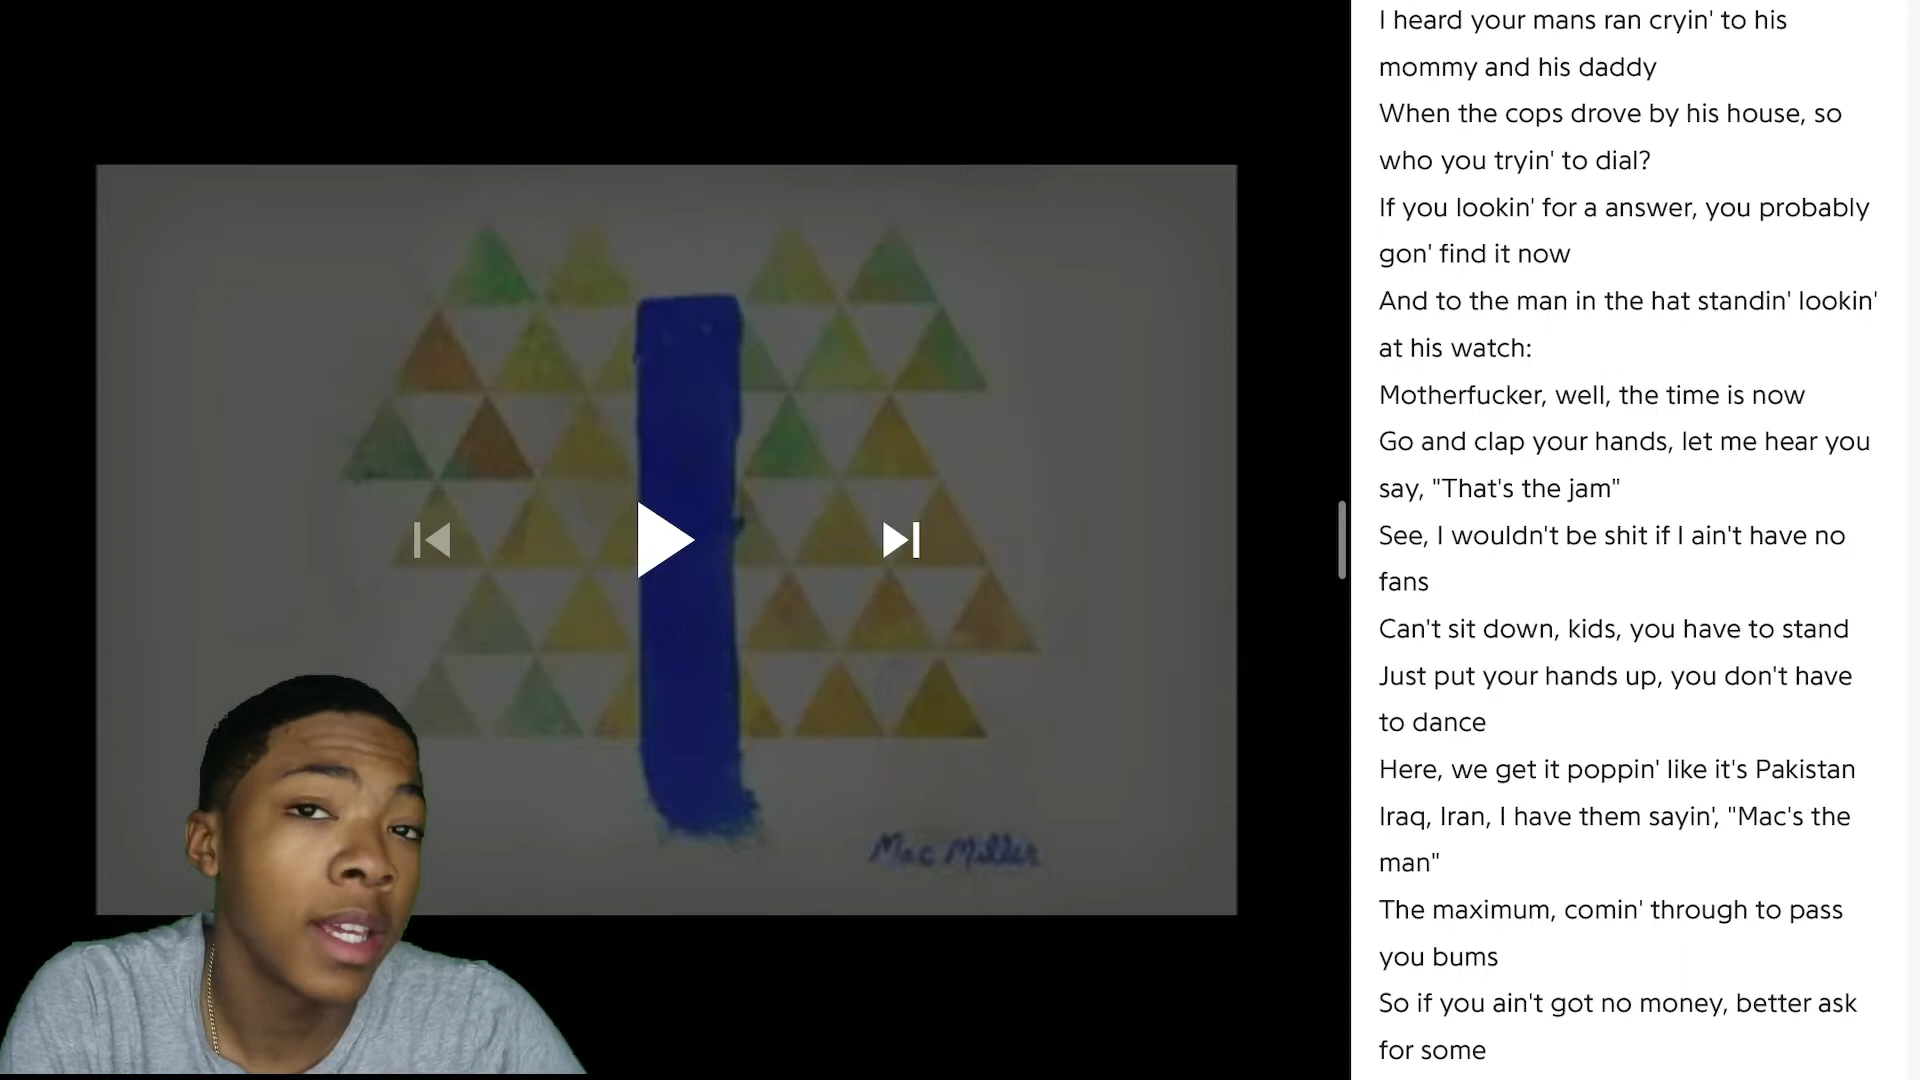 I heard your mans ran cryin' to his
mommy and his daddy
When the cops drove by his house, so
who you tryin' to dial?
If you lookin' for a answer, you probably
gon' find it now
And to the man in the hat standin' lookin'
at his watch:
Motherfucker, well, the time is now
Go and clap your hands, let me hear you
say, "That's the jam"
See, I wouldn't be shit if I ain't have no
fans
Can't sit down, kids, you have to stand
Just put your hands up, you don't have
to dance
Here, we get it poppin' like it's Pakistan
Iraq, Iran, I have them sayin', "Mac's the
man"
The maximum, comin' through to pass
you bums
So if you ain't got no money, better ask
for some
Mac Miller